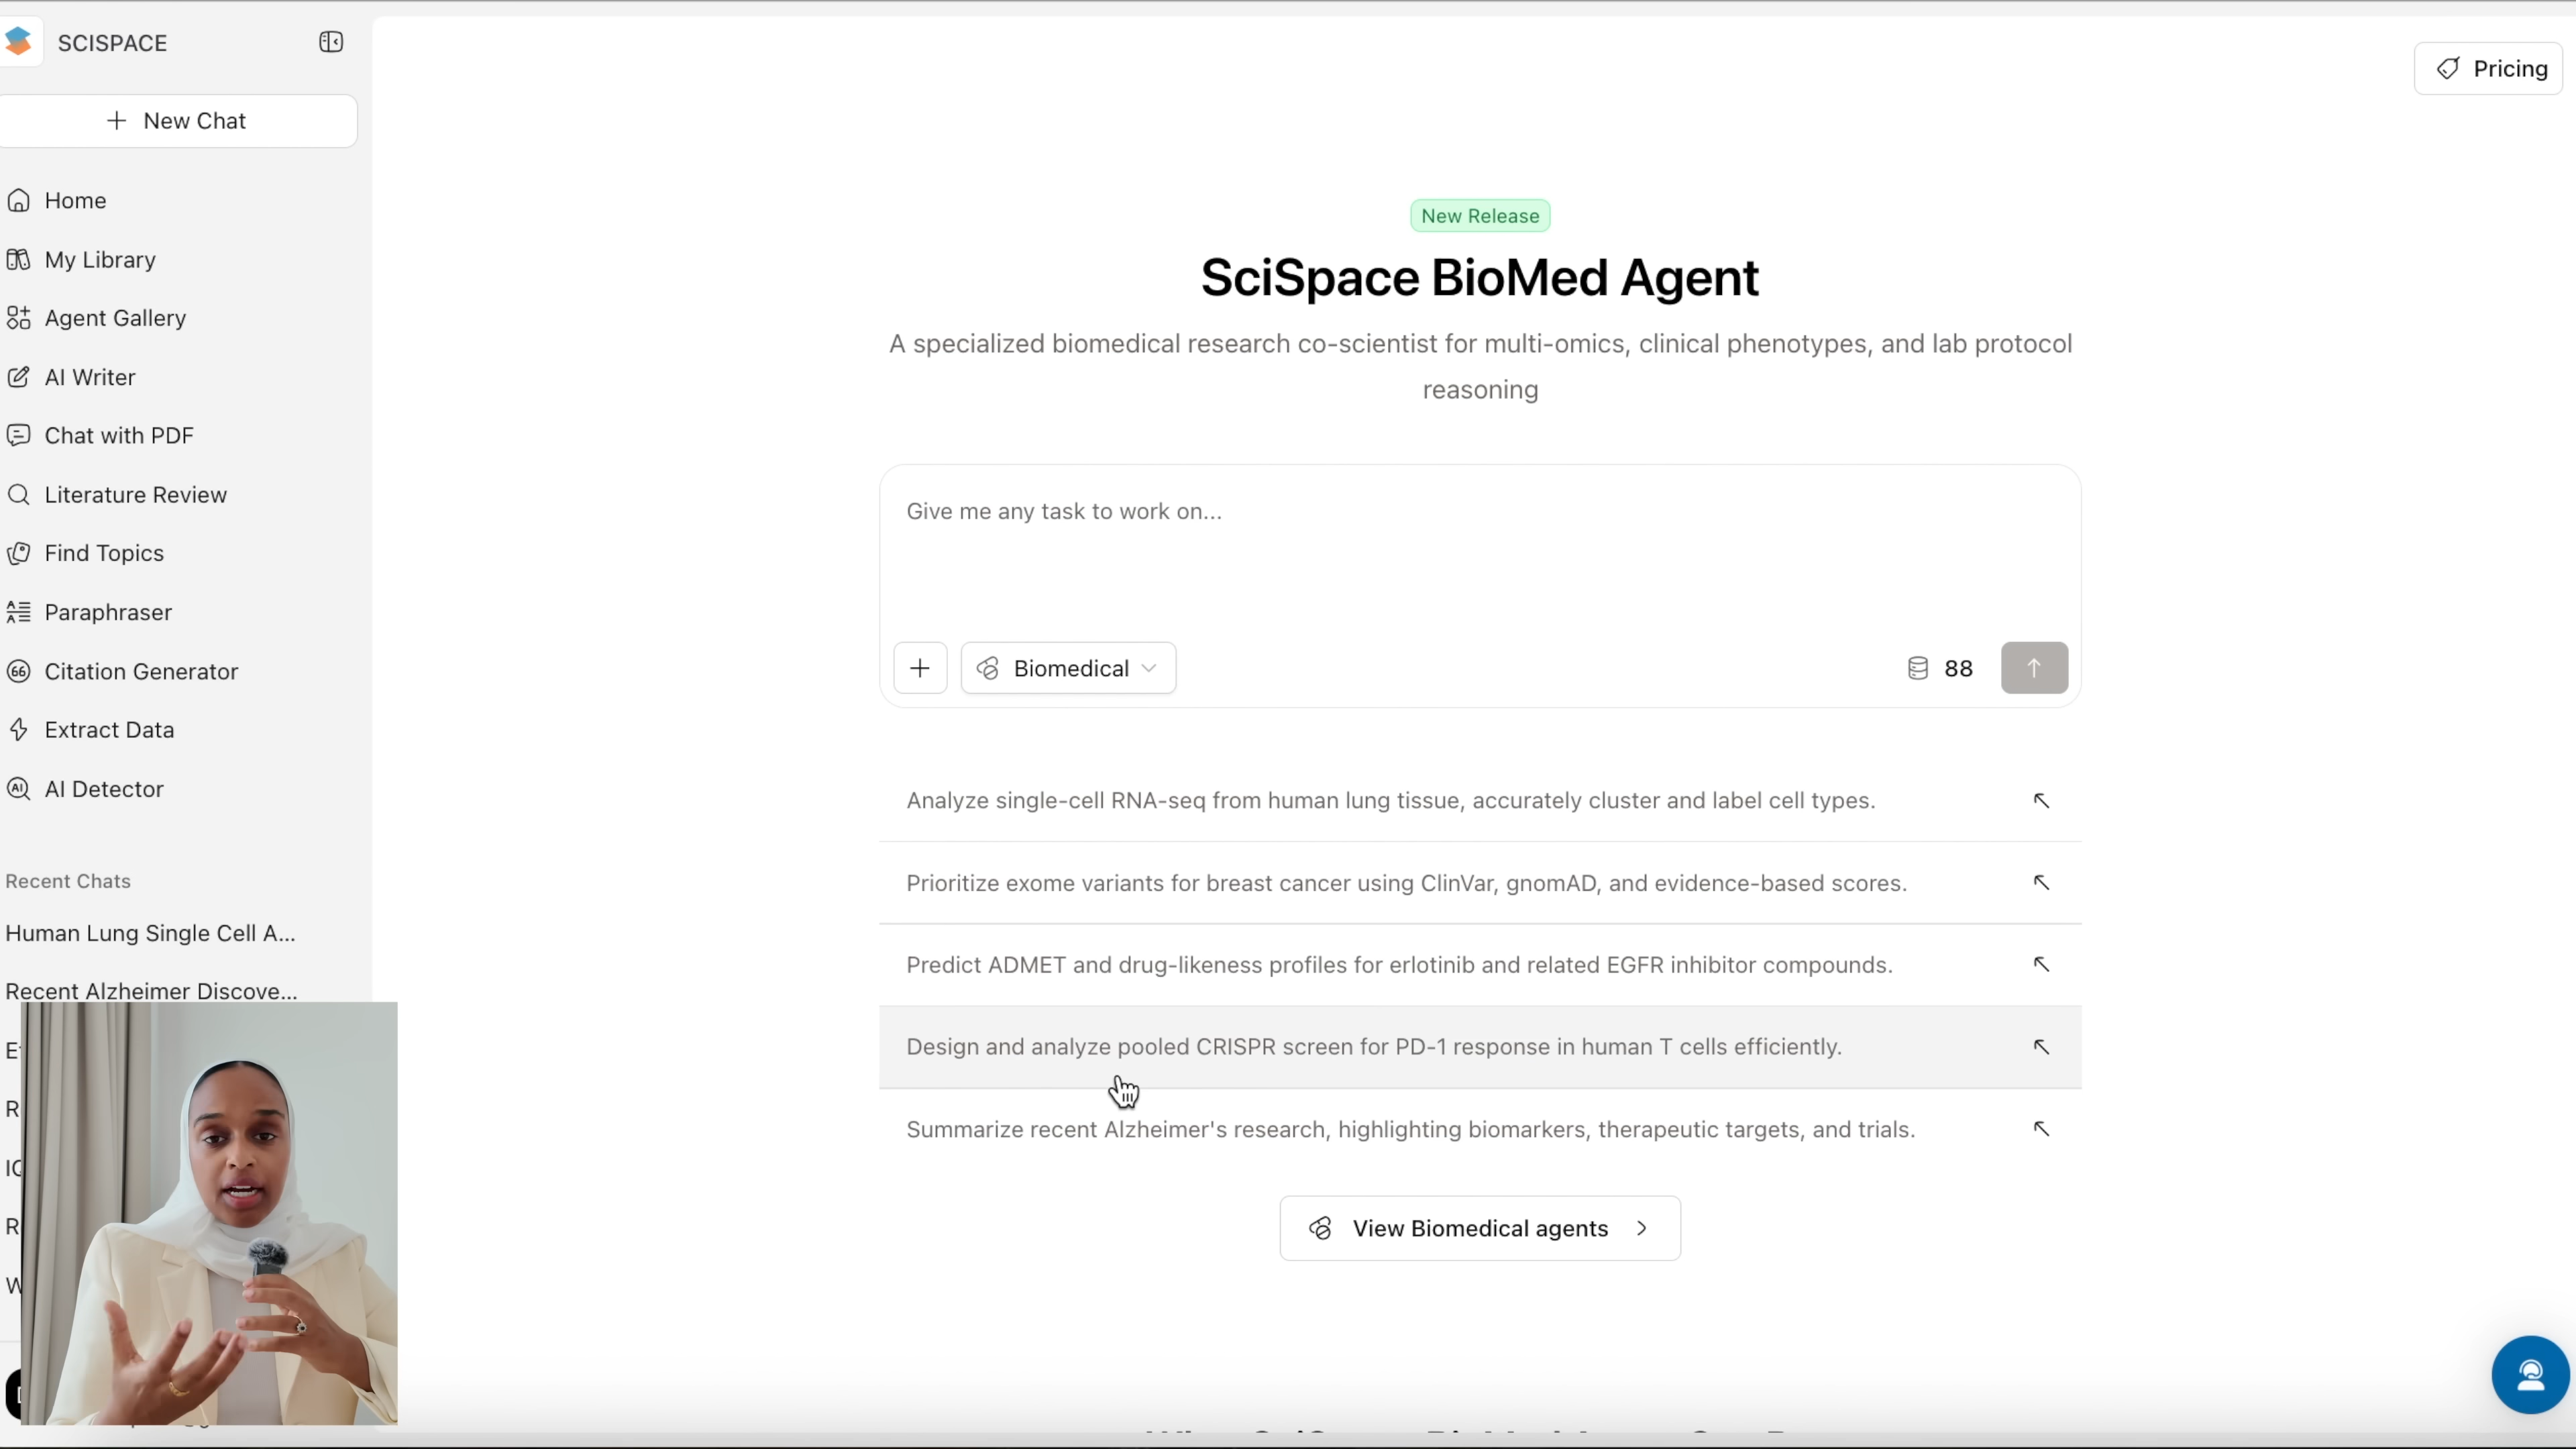 SCISPACE
New Chat
Home
My Library
Agent Gallery
AI Writer
Chat with PDF
Literature Review
Find Topics
Paraphraser
Citation Generator
Extract Data
AI Detector
Recent Chats
Human Lung Single Cell A...
Recent Alzheimer Discove...
Pricing
New Release
SciSpace BioMed Agent
A specialized biomedical research co-scientist for multi-omics, clinical phenotypes, and lab protocol
reasoning
Give me any task to work on...
Biomedical
88
Analyze single-cell RNA-seq from human lung tissue, accurately cluster and label cell types.
Prioritize exome variants for breast cancer using ClinVar, gnomAD, and evidence-based scores.
Predict ADMET and drug-likeness profiles for erlotinib and related EGFR inhibitor compounds.
Design and analyze pooled CRISPR screen for PD-1 response in human T cells efficiently.
Summarize recent Alzheimer's research, highlighting biomarkers, therapeutic targets, and trials.
View Biomedical agents